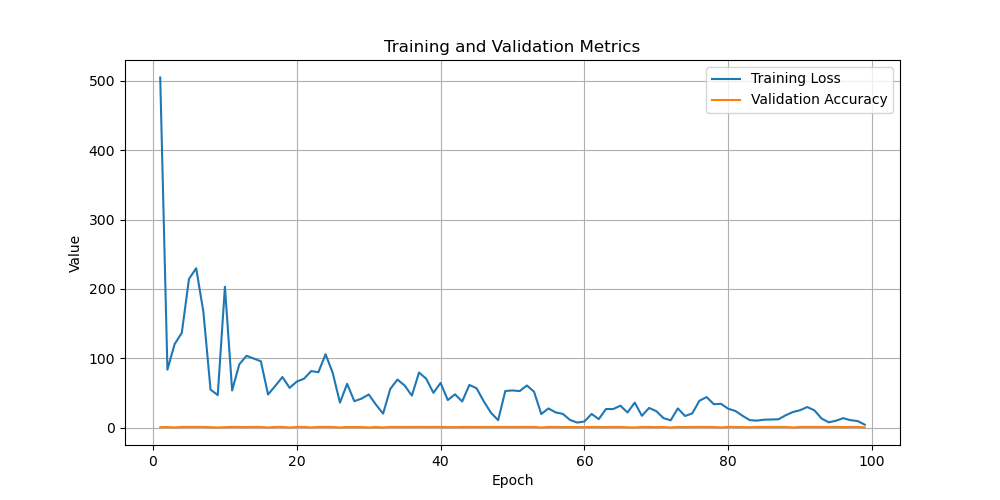 Training and Validation Metrics
Training Loss
Validation Accuracy
Value
500
400
300
200
100
0
0 20 40 60 80 100
Epoch